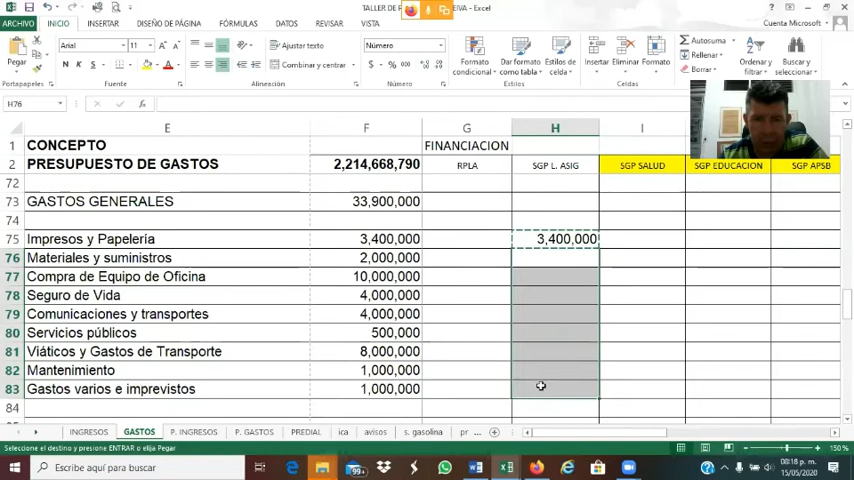 TALLER DE
EIVA - Excel
ARCHIVO INICIO INSERTAR DISEÑO DE PÁGINA FÓRMULAS DATOS REVISAR VISTA Cuenta Microsoft
Pegar
Arial 11 A A
N K S
Ajustar texto
Combinar y centrar
Número
$ % 000
Formato condicional
Dar formato como tabla
Estilos de celda
Insertar Eliminar Formato
Autosuma
Rellenar
Borrar
Ordenar y filtrar
Buscar y seleccionar
Portapapeles Fuente Alineación Número Estilos
H76 fx
E F G H I J K
1 CONCEPTO FINANCIACION
2 PRESUPUESTO DE GASTOS 2,214,668,790 RPLA SGP L. ASIG SGP SALUD SGP EDUCACION SGP APSB
72
73 GASTOS GENERALES 33,900,000
74
75 Impresos y Papelería 3,400,000 3,400,000
76 Materiales y suministros 2,000,000
77 Compra de Equipo de Oficina 10,000,000
78 Seguro de Vida 4,000,000
79 Comunicaciones y transportes 4,000,000
80 Servicios públicos 500,000
81 Viáticos y Gastos de Transporte 8,000,000
82 Mantenimiento 1,000,000
83 Gastos varios e imprevistos 1,000,000
84
INGRESOS GASTOS P. INGRESOS P. GASTOS PREDIAL ica avisos s. gasolina pr ...
Seleccione el destino y presione ENTRAR o elija Pegar 150 %
Escribe aquí para buscar 99+ 08:18 p. m.
15/05/2020